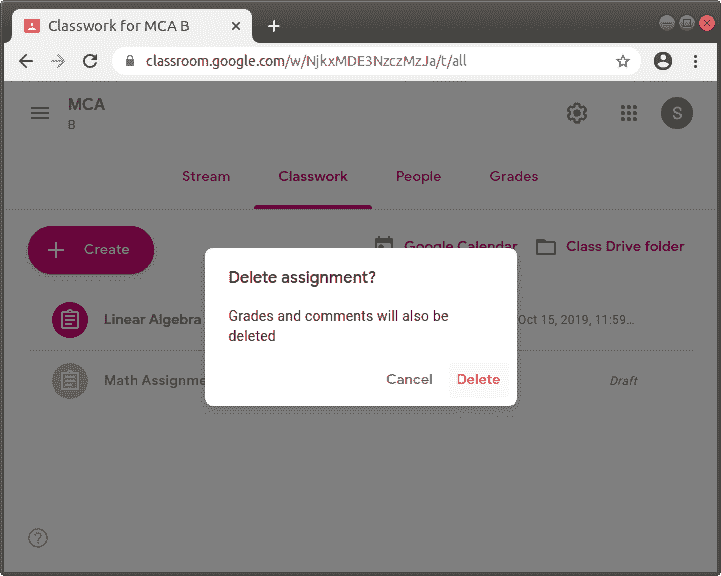 Classwork for MCA B
classroom.google.com/w/NjkxMDE3NzczMzJa/t/all
MCA
B
S
Stream Classwork People Grades
Create Google Calendar Class Drive folder
Delete assignment?
Grades and comments will also be
deleted
Cancel Delete
Linear Algebra Oct 15, 2019, 11:59...
Math Assignme Draft